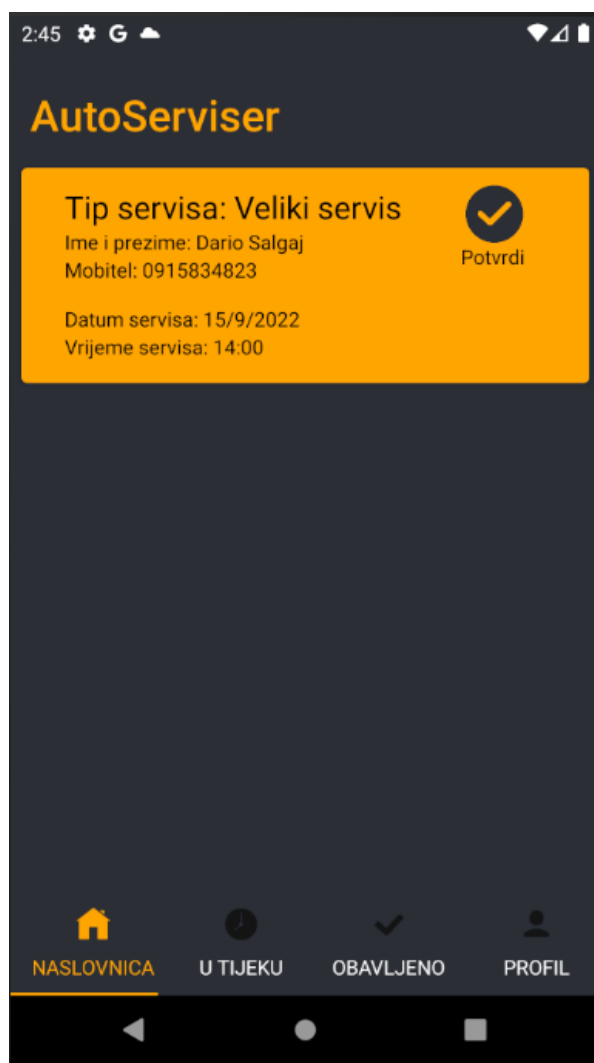 2:45 G
AutoServiser
Tip servisa: Veliki servis
Ime i prezime: Dario Salgaj
Mobitel: 0915834823
Potvrdi
Datum servisa: 15/9/2022
Vrijeme servisa: 14:00
NASLOVNICA U TIJEKU OBAVLJENO PROFIL